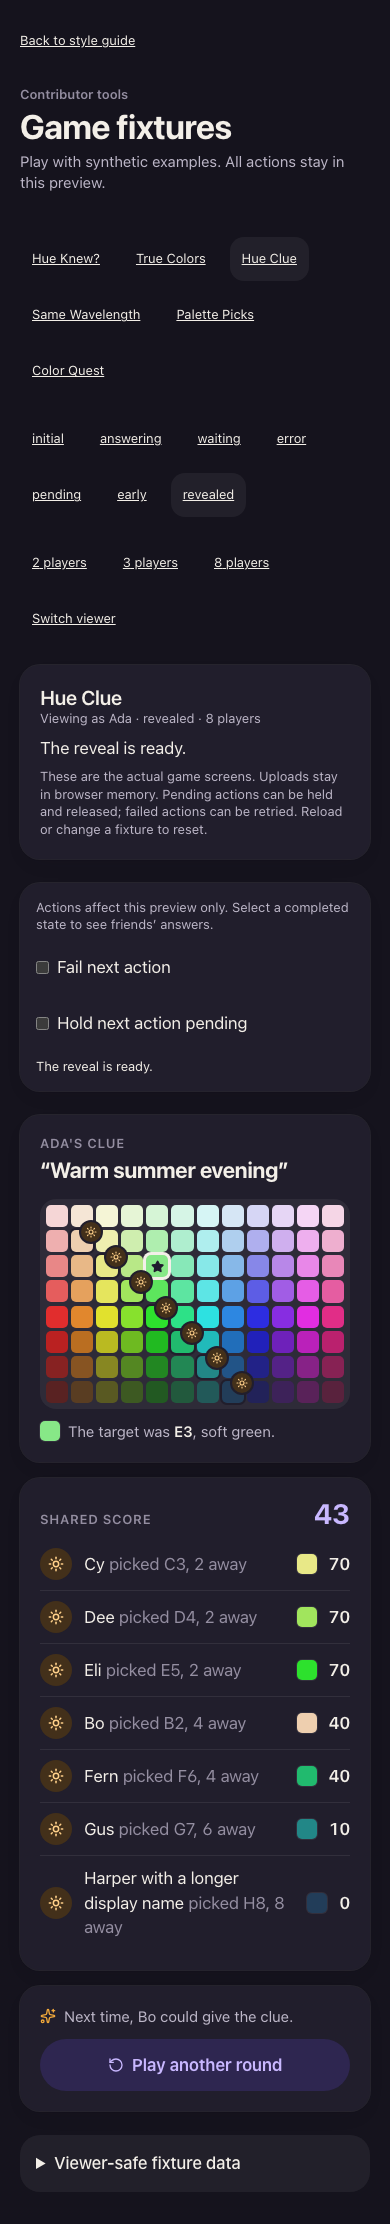 Back to style guide
Contributor tools
Game fixtures
Play with synthetic examples. All actions stay in
this preview.
Hue Knew? True Colors Hue Clue
Same Wavelength Palette Picks
Color Quest
initial answering waiting error
pending early revealed
2 players 3 players 8 players
Switch viewer
Hue Clue
Viewing as Ada · revealed · 8 players
The reveal is ready.
These are the actual game screens. Uploads stay
in browser memory. Pending actions can be held
and released; failed actions can be retried. Reload
or change a fixture to reset.
Actions affect this preview only. Select a completed
state to see friends’ answers.
Fail next action
Hold next action pending
The reveal is ready.
ADA'S CLUE
“Warm summer evening”
The target was E3, soft green.
SHARED SCORE 43
Cy picked C3, 2 away 70
Dee picked D4, 2 away 70
Eli picked E5, 2 away 70
Bo picked B2, 4 away 40
Fern picked F6, 4 away 40
Gus picked G7, 6 away 10
Harper with a longer
display name picked H8, 8 0
away
Next time, Bo could give the clue.
Play another round
Viewer-safe fixture data